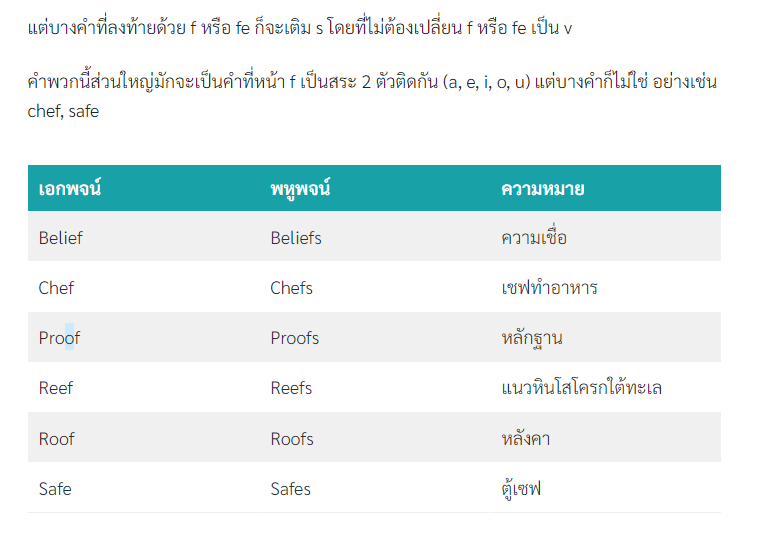 แต่บางคำที่ลงท้ายด้วย f หรือ fe ก็จะเติม s โดยที่ไม่ต้องเปลี่ยน f หรือ fe เป็น v
คำพวกนี้ส่วนใหญ่มักจะเป็นคำที่หน้า f เป็นสระ 2 ตัวติดกัน (a, e, i, o, u) แต่บางคำก็ไม่ใช่ อย่างเช่น
chef, safe
เอกพจน์ พหูพจน์ ความหมาย
Belief Beliefs ความเชื่อ
Chef Chefs เชฟทำอาหาร
Proof Proofs หลักฐาน
Reef Reefs แนวหินโสโครกใต้ทะเล
Roof Roofs หลังคา
Safe Safes ตู้เซฟ